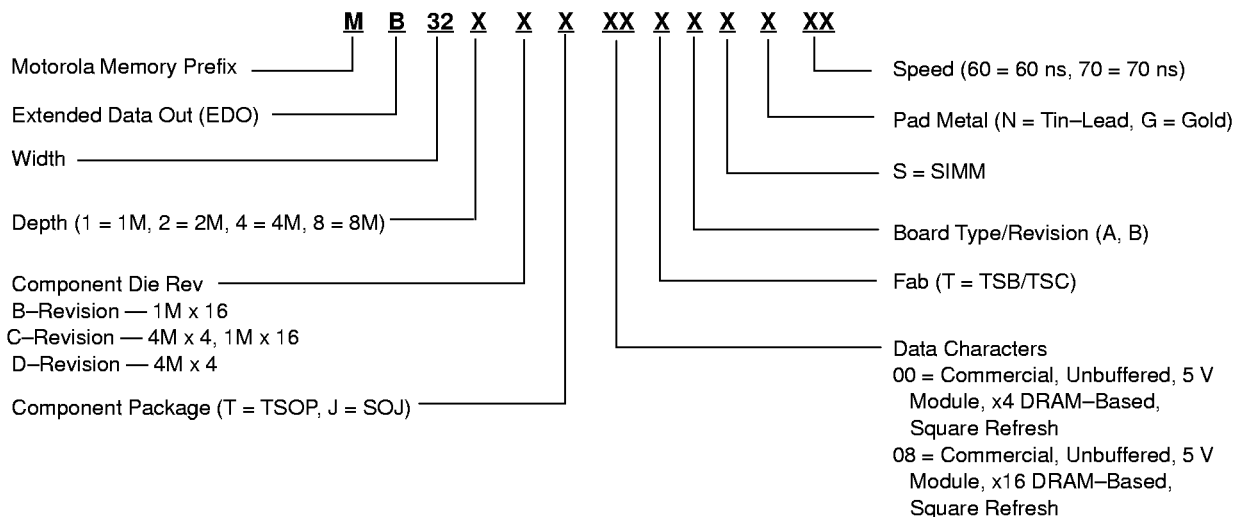 M B 32 X X X XX X X X X XX
Motorola Memory Prefix
Extended Data Out (EDO)
Width
Depth (1 = 1M, 2 = 2M, 4 = 4M, 8 = 8M)
Component Die Rev
B–Revision — 1M x 16
C–Revision — 4M x 4, 1M x 16
D–Revision — 4M x 4
Component Package (T = TSOP, J = SOJ)
Speed (60 = 60 ns, 70 = 70 ns)
Pad Metal (N = Tin–Lead, G = Gold)
S = SIMM
Board Type/Revision (A, B)
Fab (T = TSB/TSC)
Data Characters
00 = Commercial, Unbuffered, 5 V
Module, x4 DRAM–Based,
Square Refresh
08 = Commercial, Unbuffered, 5 V
Module, x16 DRAM–Based,
Square Refresh